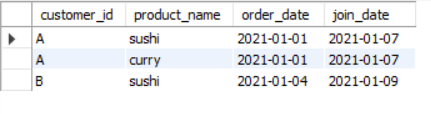 customer_id product_name order_date join_date
A sushi 2021-01-01 2021-01-07
A curry 2021-01-01 2021-01-07
B sushi 2021-01-04 2021-01-09